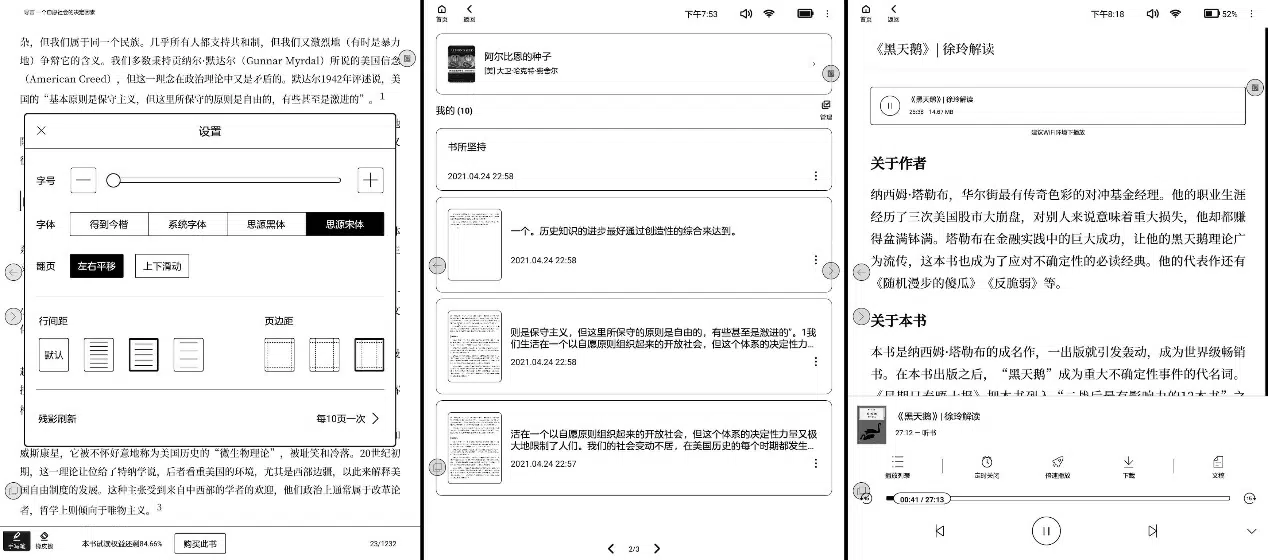 杂，但我们属于同一个民族。几乎所有人都支持共和制，但我们又激烈地（有时是暴力
地）争辩它的含义。我们多数秉持贡纳尔·默达尔（Gunnar Myrdal）所说的美国信念
（American Creed），但这一理念在政治理论中又是矛盾的。默达尔1942年评述说，美
国的“基本原则是保守主义，但这里所保守的原则是自由的，有些甚至是激进的”。1
设置
字号
字体
得到今楷
系统字体
思源黑体
思源宋体
翻页
左右平移
上下滑动
行间距
页边距
默认
残影刷新
每10页一次
威斯康星，它被不怀好意地称为美国历史的“微生物理论”，被耻笑和冷落。20世纪初
期，这一理论让位给了特纳学说，后者看重美国的环境，尤其是西部边疆，以此来解释美
国自由制度的发展。这种主张受到来自中西部的学者的欢迎，他们政治上通常属于改革论
者，哲学上则倾向于唯物主义。3
手写笔
橡皮擦
本书试读权益还剩84.66%
购买此书
23/1232
首页
返回
下午7:53
阿尔比恩的种子
[美] 大卫·哈克特·费舍尔
我的 (10)
管理
书所坚持
2021.04.24 22:58
一个。历史知识的进步最好通过创造性的综合来达到。
2021.04.24 22:58
则是保守主义，但这里所保守的原则是自由的，有些甚至是激进的”。1我
们生活在一个以自愿原则组织起来的开放社会，但这个体系的决定性力...
2021.04.24 22:58
活在一个以自愿原则组织起来的开放社会，但这个体系的决定性力量又极
大地限制了人们。我们的社会变动不居，在美国历史的每个时期都发生...
2021.04.24 22:57
2/3
首页
返回
下午8:18
52%
《黑天鹅》| 徐玲解读
《黑天鹅》| 徐玲解读
14.67 MB
建议WiFi环境下播放
关于作者
纳西姆·塔勒布，华尔街最有传奇色彩的对冲基金经理。他的职业生涯
经历了三次美国股市大崩盘，对别人来说意味着重大损失，他却都赚
得盆满钵满。塔勒布在金融实践中的巨大成功，让他的黑天鹅理论广
为流传，这本书也成为了应对不确定性的必读经典。他的代表作还有
《随机漫步的傻瓜》《反脆弱》等。
关于本书
本书是纳西姆·塔勒布的成名作，一出版就引发轰动，成为世界级畅销
书。在本书出版之后，“黑天鹅”成为重大不确定性事件的代名词。
《黑天鹅》| 徐玲解读
27:12 — 听书
播放列表
定时关闭
倍速播放
下载
文稿
00:41 / 27:13